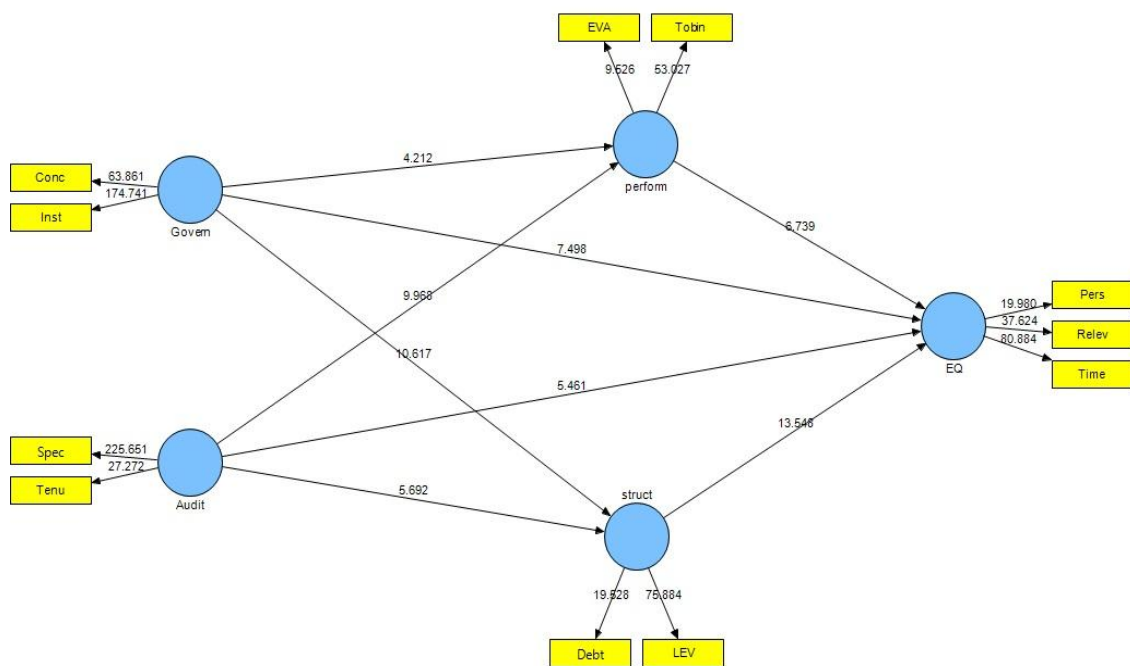 EVA
Tobin
9.526
53.027
perform
Conc
63.861
Inst
174.741
Govern
4.212
6.739
7.498
9.968
10.617
Pers
19.980
Relev
37.624
Time
80.884
EQ
5.461
13.546
Spec
225.651
Tenu
27.272
Audit
5.692
struct
19.528
75.884
Debt
LEV